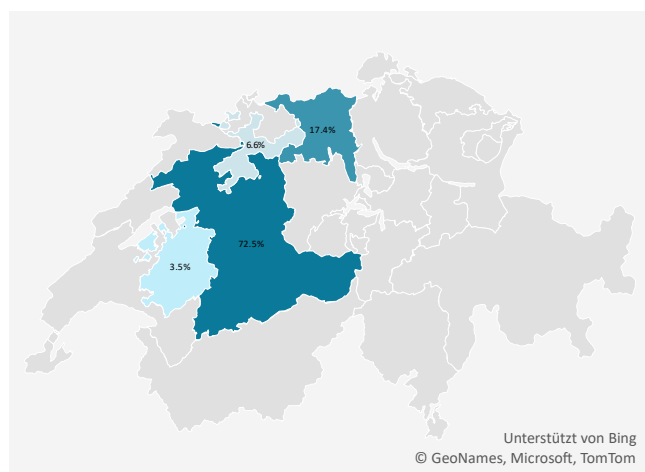 17.4%
6.6%
72.5%
3.5%
Unterstützt von Bing
© GeoNames, Microsoft, TomTom